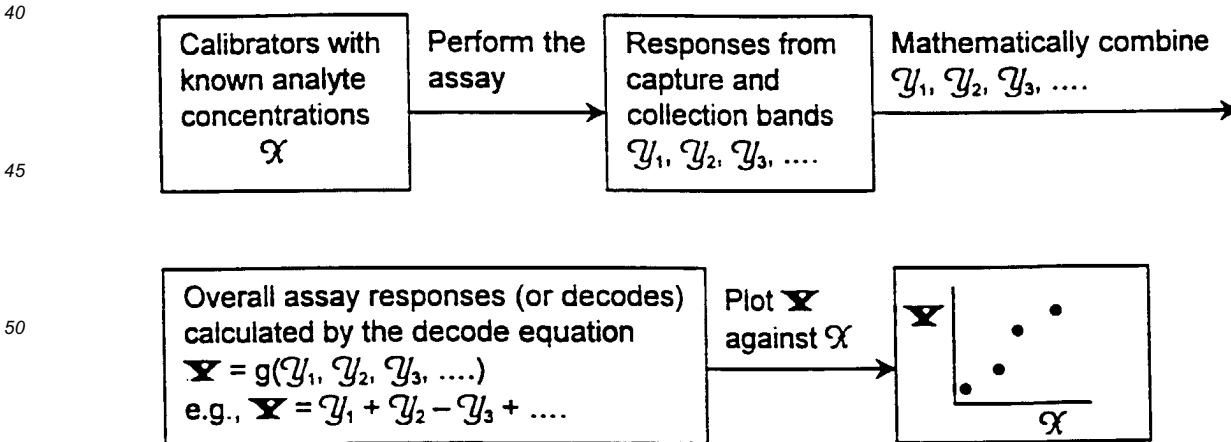 40
Calibrators with
known analyte
concentrations
𝒳
Perform the
assay
Responses from
capture and
collection bands
𝒴₁, 𝒴₂, 𝒴₃, ....
Mathematically combine
𝒴₁, 𝒴₂, 𝒴₃, ....
45
Overall assay responses (or decodes)
calculated by the decode equation
𝐘 = g(𝒴₁, 𝒴₂, 𝒴₃, ....)
e.g., 𝐘 = 𝒴₁ + 𝒴₂ – 𝒴₃ + ....
50
Plot 𝐘
against 𝒳
𝐘
𝒳